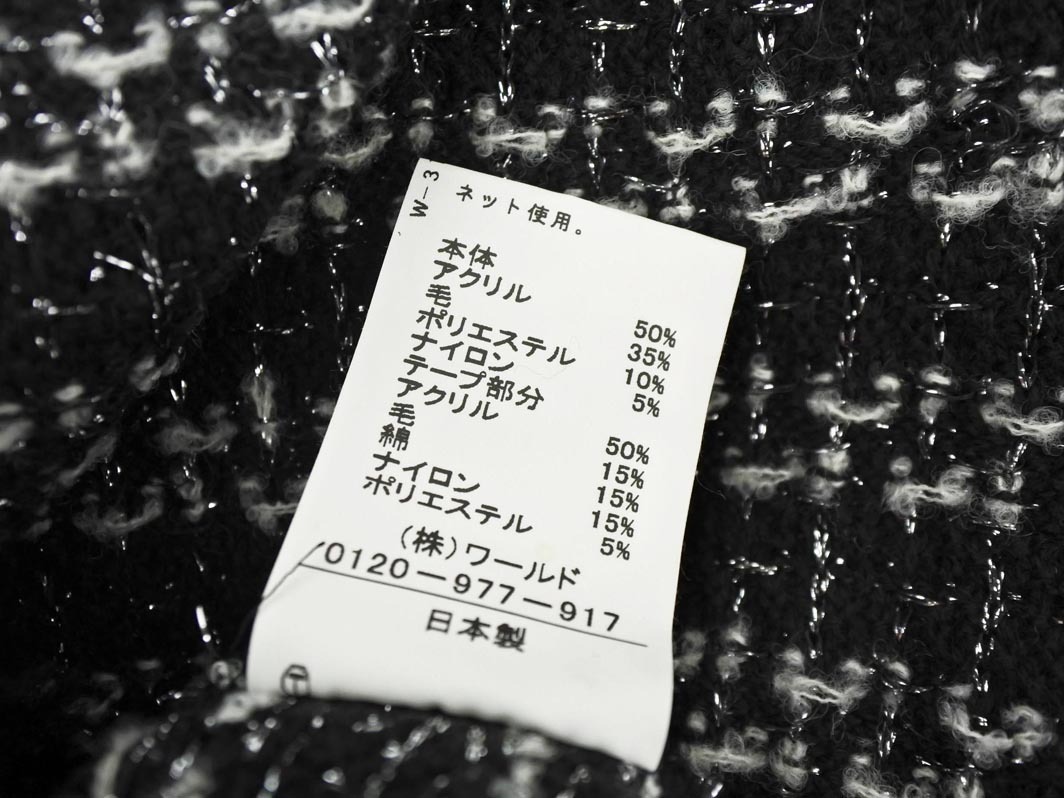 W-3
ネット使用。
本体
アクリル 50%
毛 35%
ポリエステル 10%
ナイロン 5%
テープ部分
アクリル 50%
毛 15%
綿 15%
ナイロン 15%
ポリエステル 5%
(株)ワールド
0120-977-917
日本製